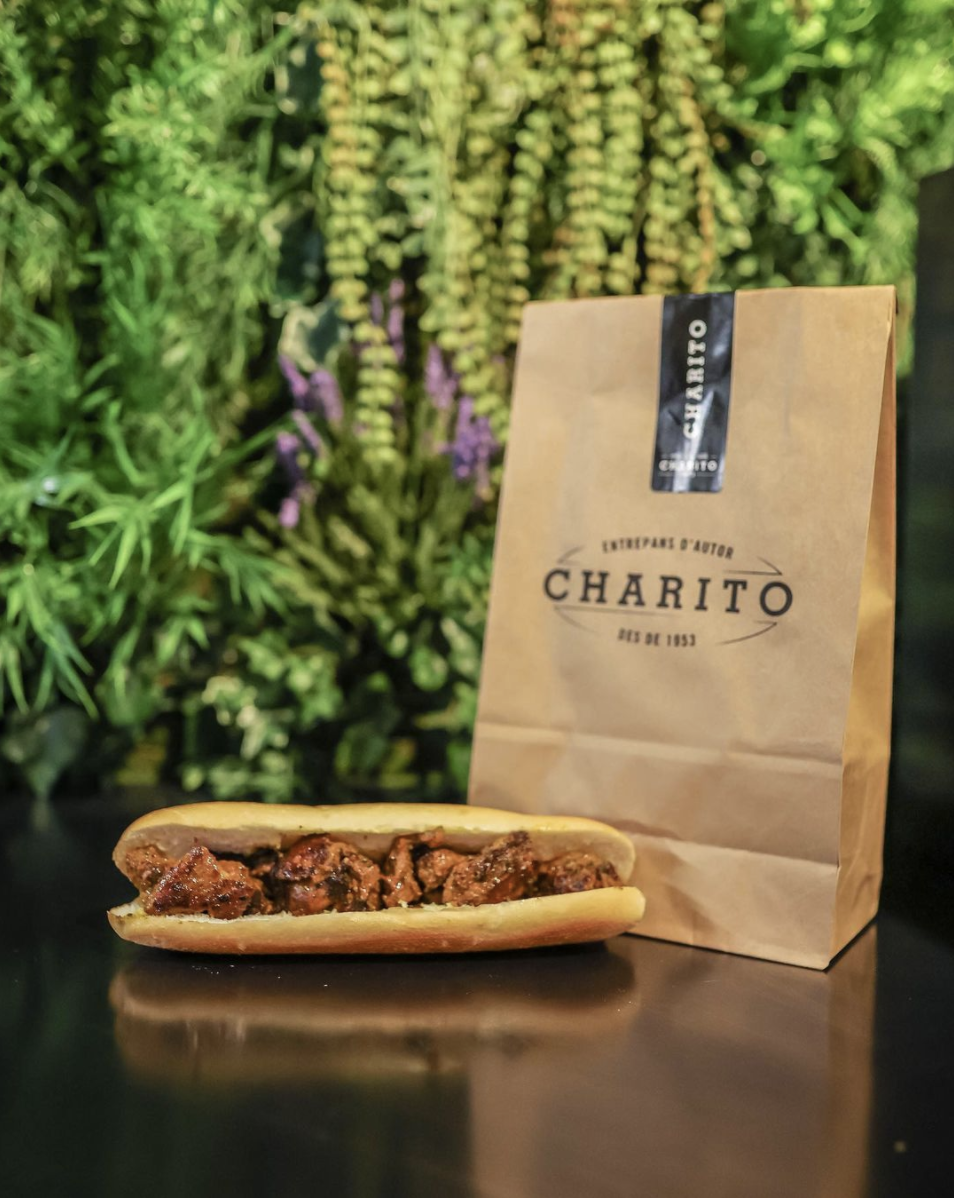 CHARITO
CHARITO
ENTREPANS D'AUTOR
CHARITO
DES DE 1953